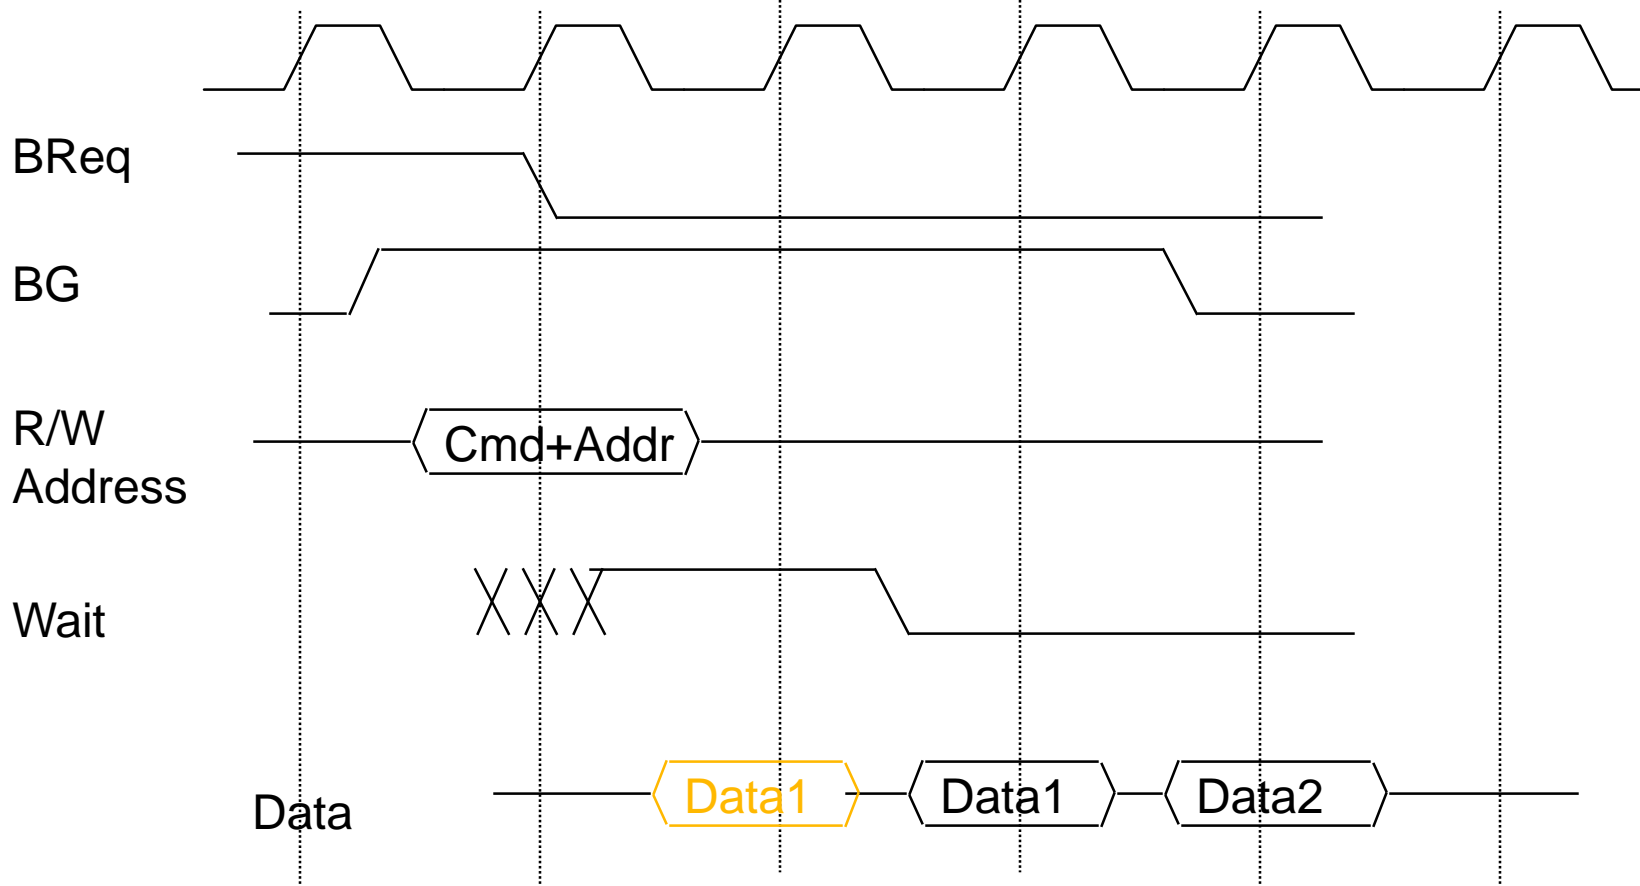 BReq
BG
R/W
Address
Cmd+Addr
Wait
Data
Data1
Data1
Data2